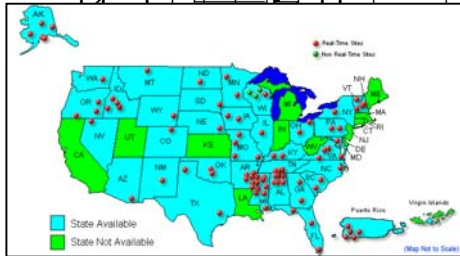 AK
Real-Time Sites
Non Real-Time Sites
WA
MT
ND
MN
VT
NH
ME
OR
ID
SD
WI
MI
NY
MA
WY
IA
PA
CT
NV
NE
IL
IN
OH
NJ
UT
CO
WV
DE
CA
KS
MO
KY
VA
MD
AZ
NM
OK
AR
TN
NC
TX
LA
MS
AL
GA
SC
FL
Puerto Rico
Virgin Islands
State Available
State Not Available
(Map Not to Scale)